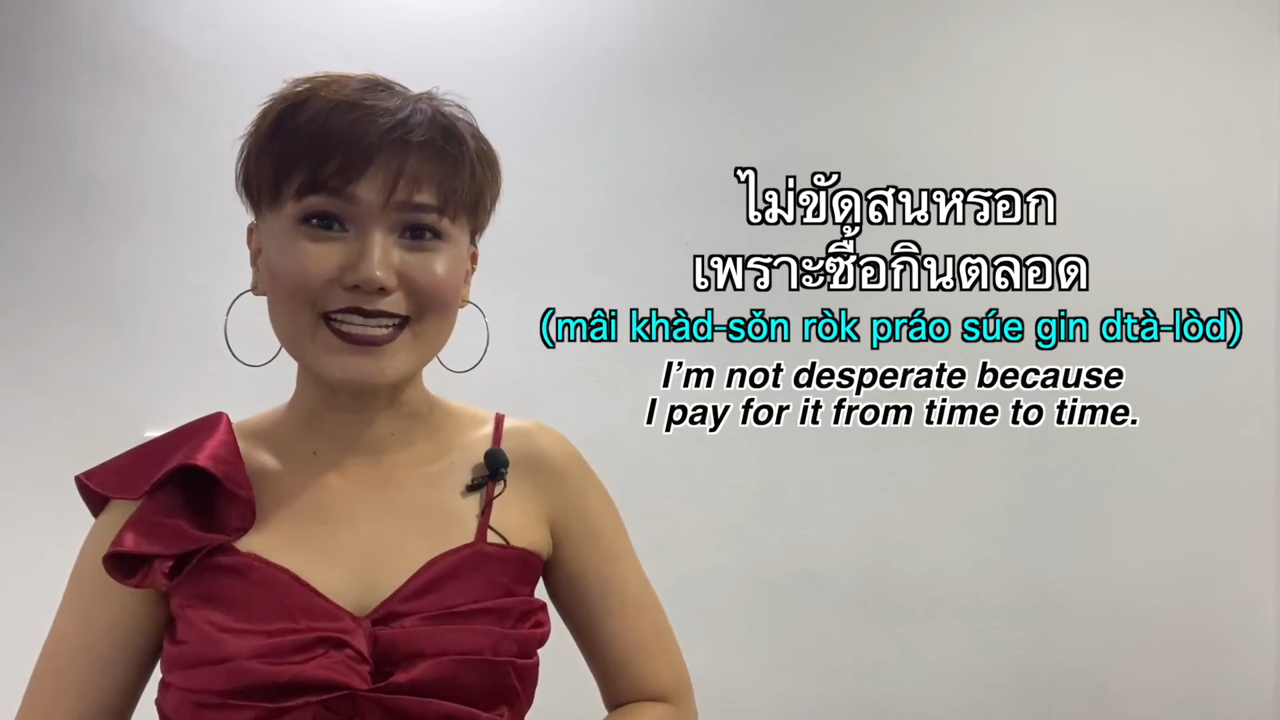 ไม่ขัดสนหรอก
เพราะซื้อกินตลอด
(mâi khàd-sǒn ròk práo súe gin dtà-lòd)
I’m not desperate because
I pay for it from time to time.